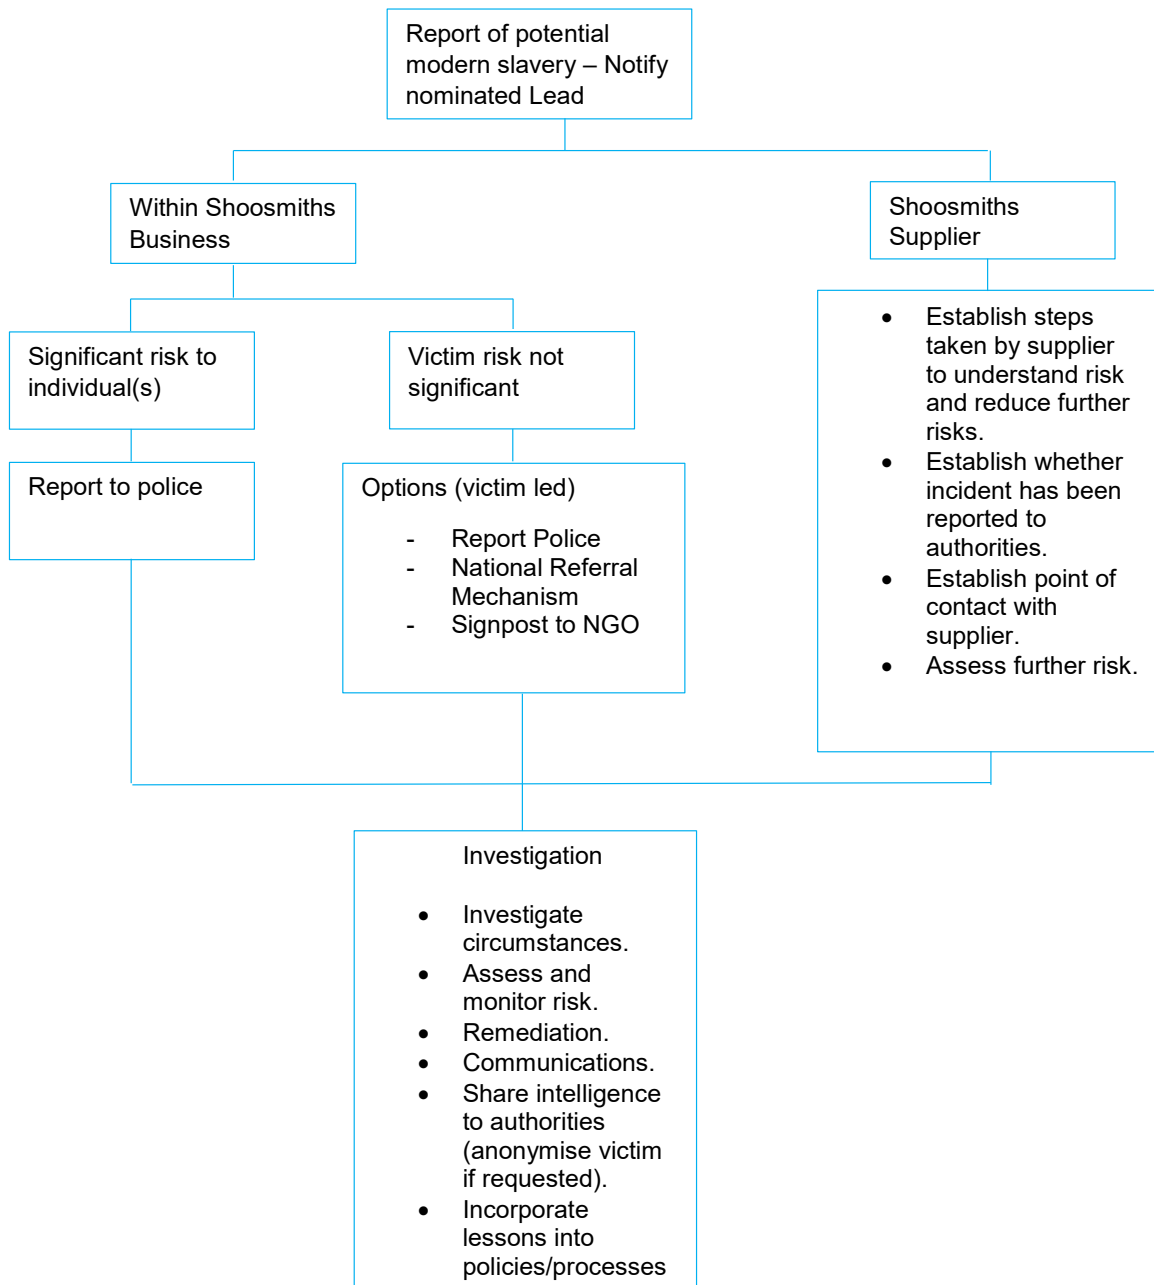 Report of potential
modern slavery – Notify
nominated Lead
Within Shoosmiths
Business
Shoosmiths
Supplier
Significant risk to
individual(s)
Victim risk not
significant
• Establish steps
taken by supplier
to understand risk
and reduce further
risks.
• Establish whether
incident has been
reported to
authorities.
• Establish point of
contact with
supplier.
• Assess further risk.
Report to police
Options (victim led)
- Report Police
- National Referral
Mechanism
- Signpost to NGO
Investigation
• Investigate
circumstances.
• Assess and
monitor risk.
• Remediation.
• Communications.
• Share intelligence
to authorities
(anonymise victim
if requested).
• Incorporate
lessons into
policies/processes